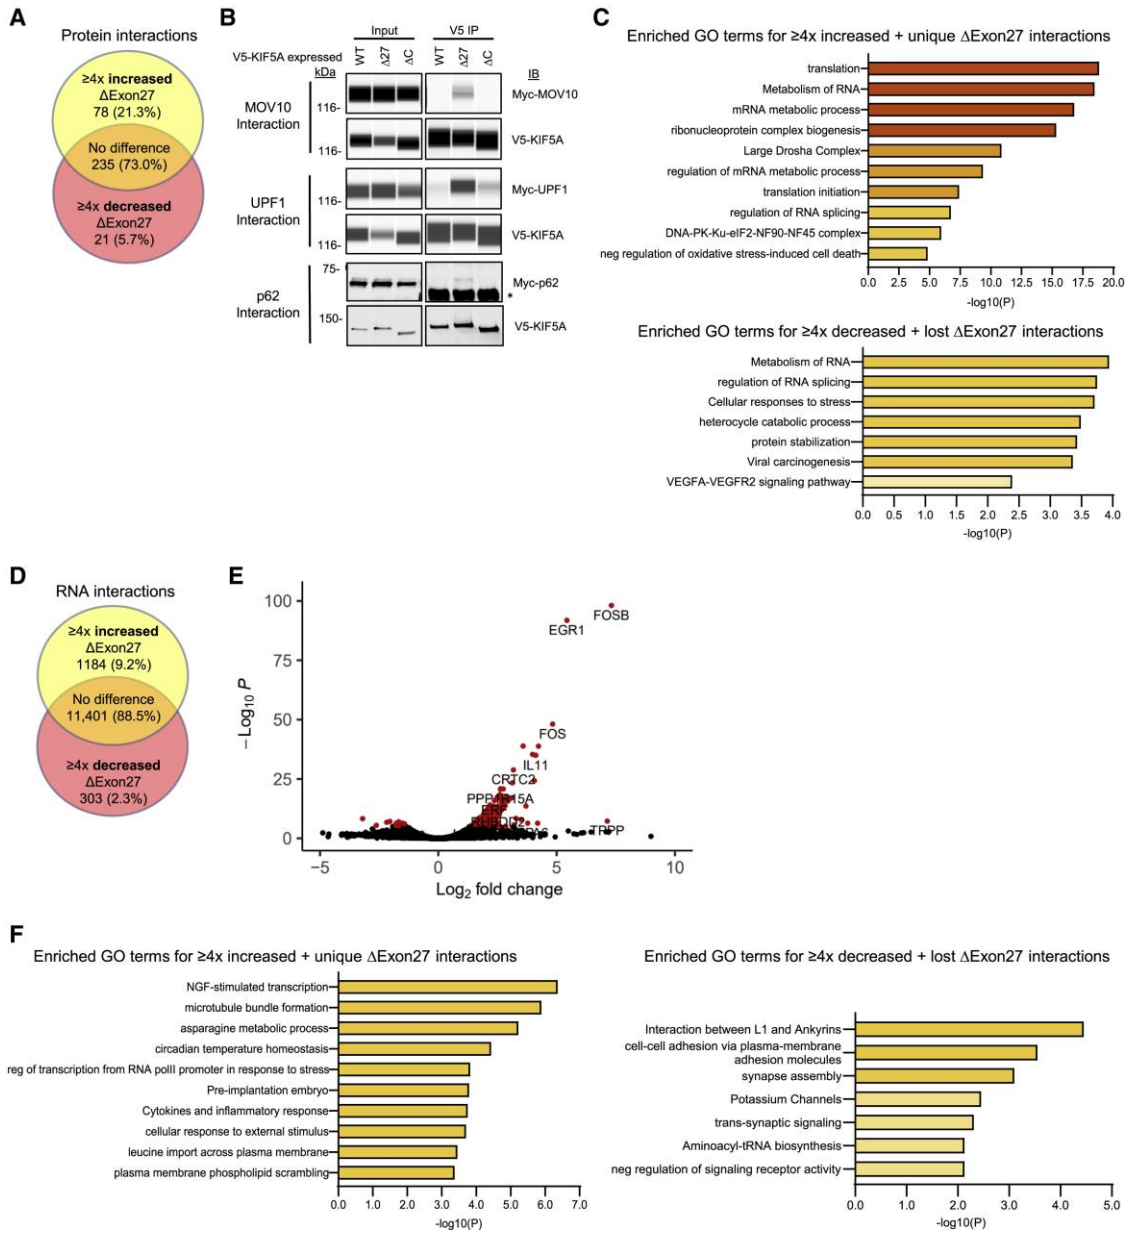 A
Protein interactions
≥4x increased
ΔExon27
78 (21.3%)
No difference
235 (73.0%)
≥4x decreased
ΔExon27
21 (5.7%)
B
Input
V5 IP
V5-KIF5A expressed
WT
Δ27
ΔC
WT
Δ27
ΔC
kDa
IB
MOV10
Interaction
116-
Myc-MOV10
116-
V5-KIF5A
UPF1
Interaction
116-
Myc-UPF1
116-
V5-KIF5A
p62
Interaction
75-
Myc-p62
*
150-
V5-KIF5A
C
Enriched GO terms for ≥4x increased + unique ΔExon27 interactions
translation
Metabolism of RNA
mRNA metabolic process
ribonucleoprotein complex biogenesis
Large Drosha Complex
regulation of mRNA metabolic process
translation initiation
regulation of RNA splicing
DNA-PK-Ku-eIF2-NF90-NF45 complex
neg regulation of oxidative stress-induced cell death
0.0 2.5 5.0 7.5 10.0 12.5 15.0 17.5 20.0
-log10(P)
Enriched GO terms for ≥4x decreased + lost ΔExon27 interactions
Metabolism of RNA
regulation of RNA splicing
Cellular responses to stress
heterocycle catabolic process
protein stabilization
Viral carcinogenesis
VEGFA-VEGFR2 signaling pathway
0.0 0.5 1.0 1.5 2.0 2.5 3.0 3.5 4.0
-log10(P)
D
RNA interactions
≥4x increased
ΔExon27
1184 (9.2%)
No difference
11,401 (88.5%)
≥4x decreased
ΔExon27
303 (2.3%)
E
100
75
50
25
0
− Log10 P
FOSB
EGR1
FOS
IL11
CRTC2
PPP1R15A
ERF
RHBDD2
TPPP
−5 0 5 10
Log2 fold change
F
Enriched GO terms for ≥4x increased + unique ΔExon27 interactions
NGF-stimulated transcription
microtubule bundle formation
asparagine metabolic process
circadian temperature homeostasis
reg of transcription from RNA polII promoter in response to stress
Pre-implantation embryo
Cytokines and inflammatory response
cellular response to external stimulus
leucine import across plasma membrane
plasma membrane phospholipid scrambling
0.0 1.0 2.0 3.0 4.0 5.0 6.0 7.0
-log10(P)
Enriched GO terms for ≥4x decreased + lost ΔExon27 interactions
Interaction between L1 and Ankyrins
cell-cell adhesion via plasma-membrane
adhesion molecules
synapse assembly
Potassium Channels
trans-synaptic signaling
Aminoacyl-tRNA biosynthesis
neg regulation of signaling receptor activity
0.0 1.0 2.0 3.0 4.0 5.0
-log10(P)